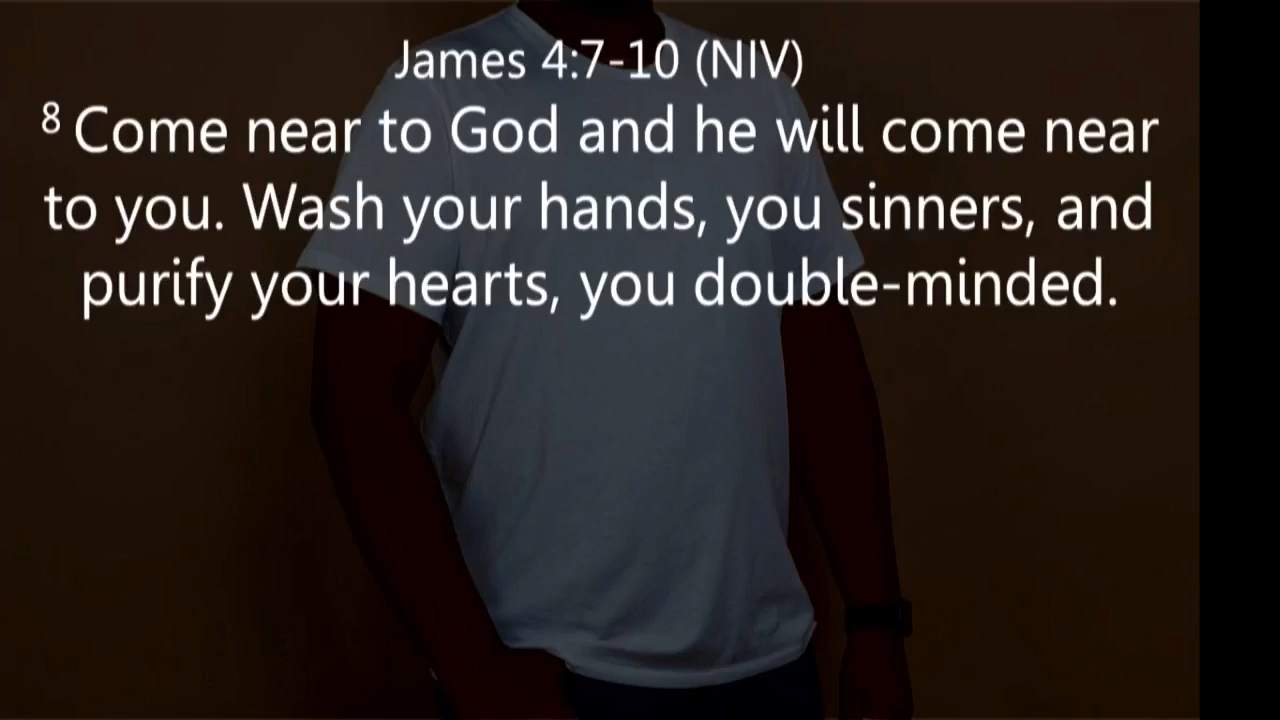 James 4:7-10 (NIV)
8 Come near to God and he will come near
to you. Wash your hands, you sinners, and
purify your hearts, you double-minded.